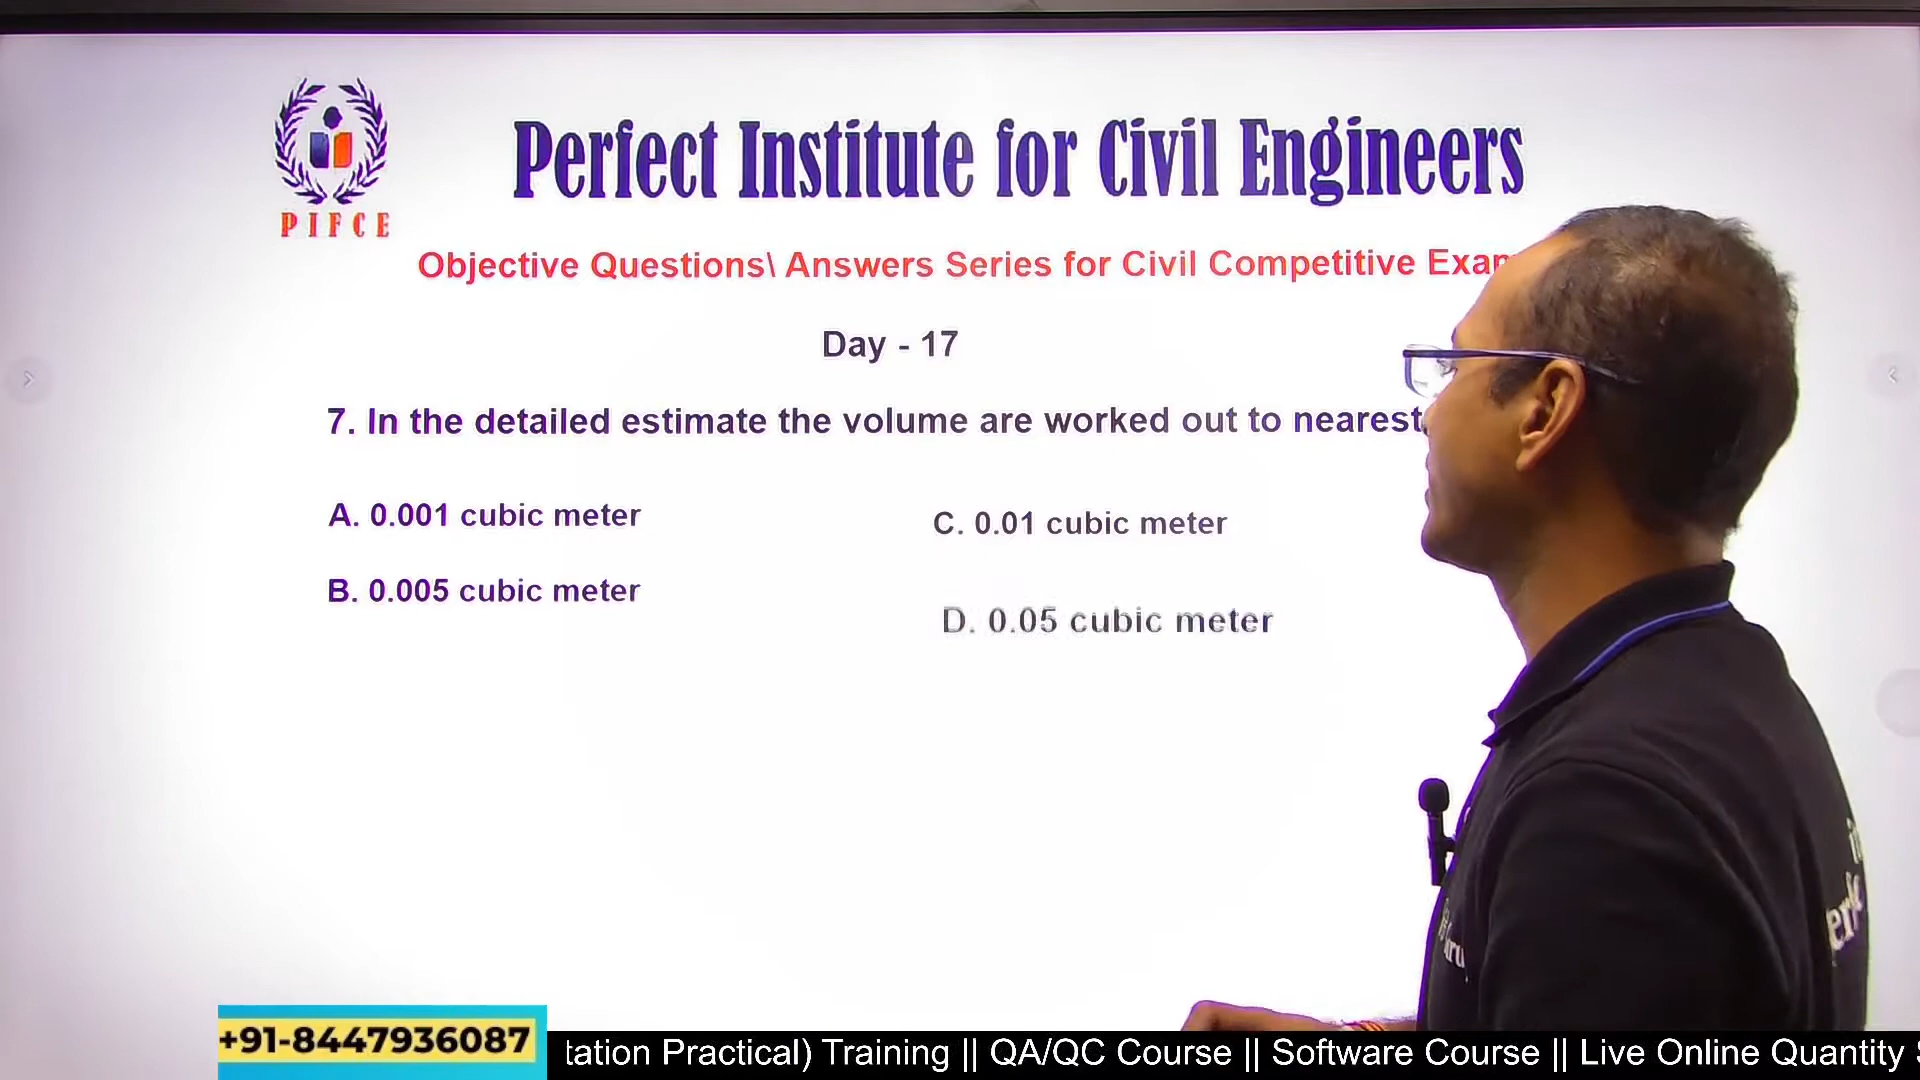 Perfect Institute for Civil Engineers
PIFCE
Objective Questions\ Answers Series for Civil Competitive
Day - 17
7. In the detailed estimate the volume are worked out to nearest
A. 0.001 cubic meter
C. 0.01 cubic meter
B. 0.005 cubic meter
D. 0.05 cubic meter
+91-8447936087
Practical) Training || QA/QC Course || Software Course || Live Online Quantity